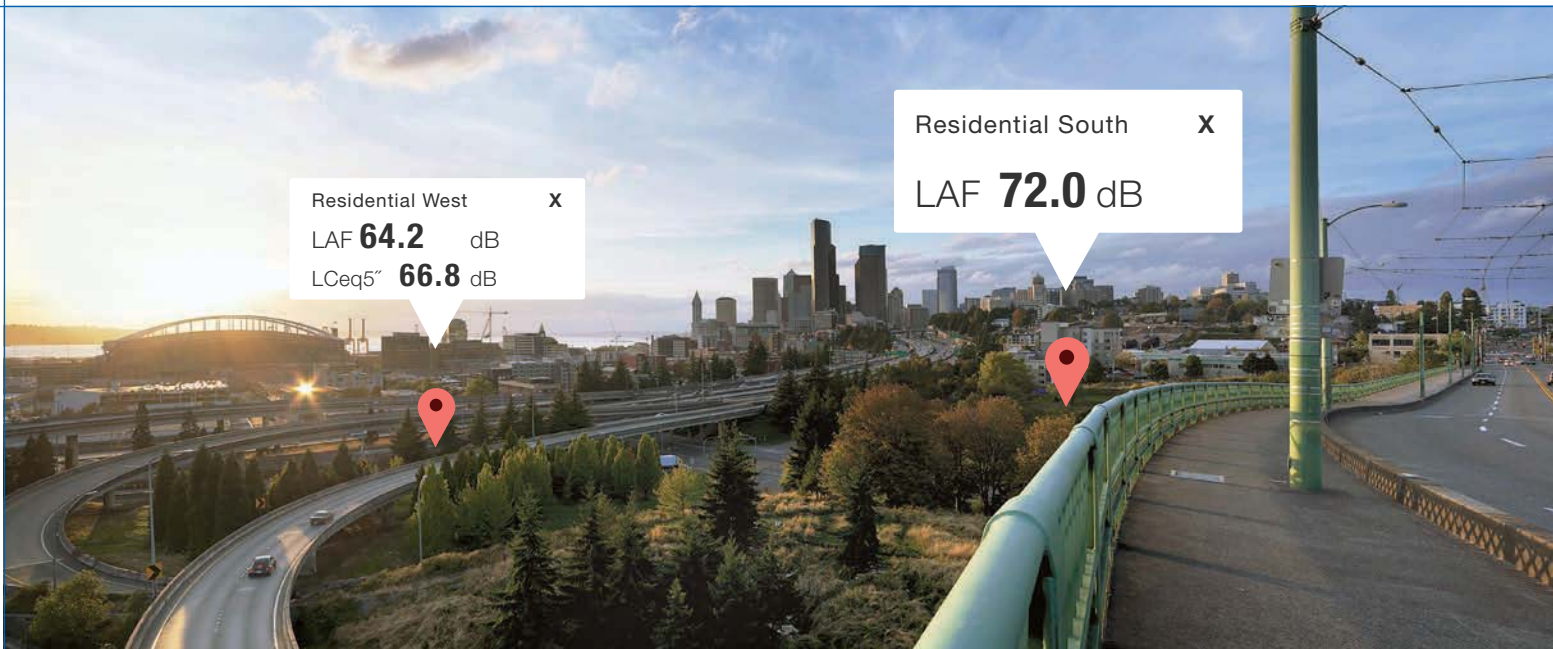 Residential West X
LAF 64.2 dB
LCeq5″ 66.8 dB
Residential South X
LAF 72.0 dB